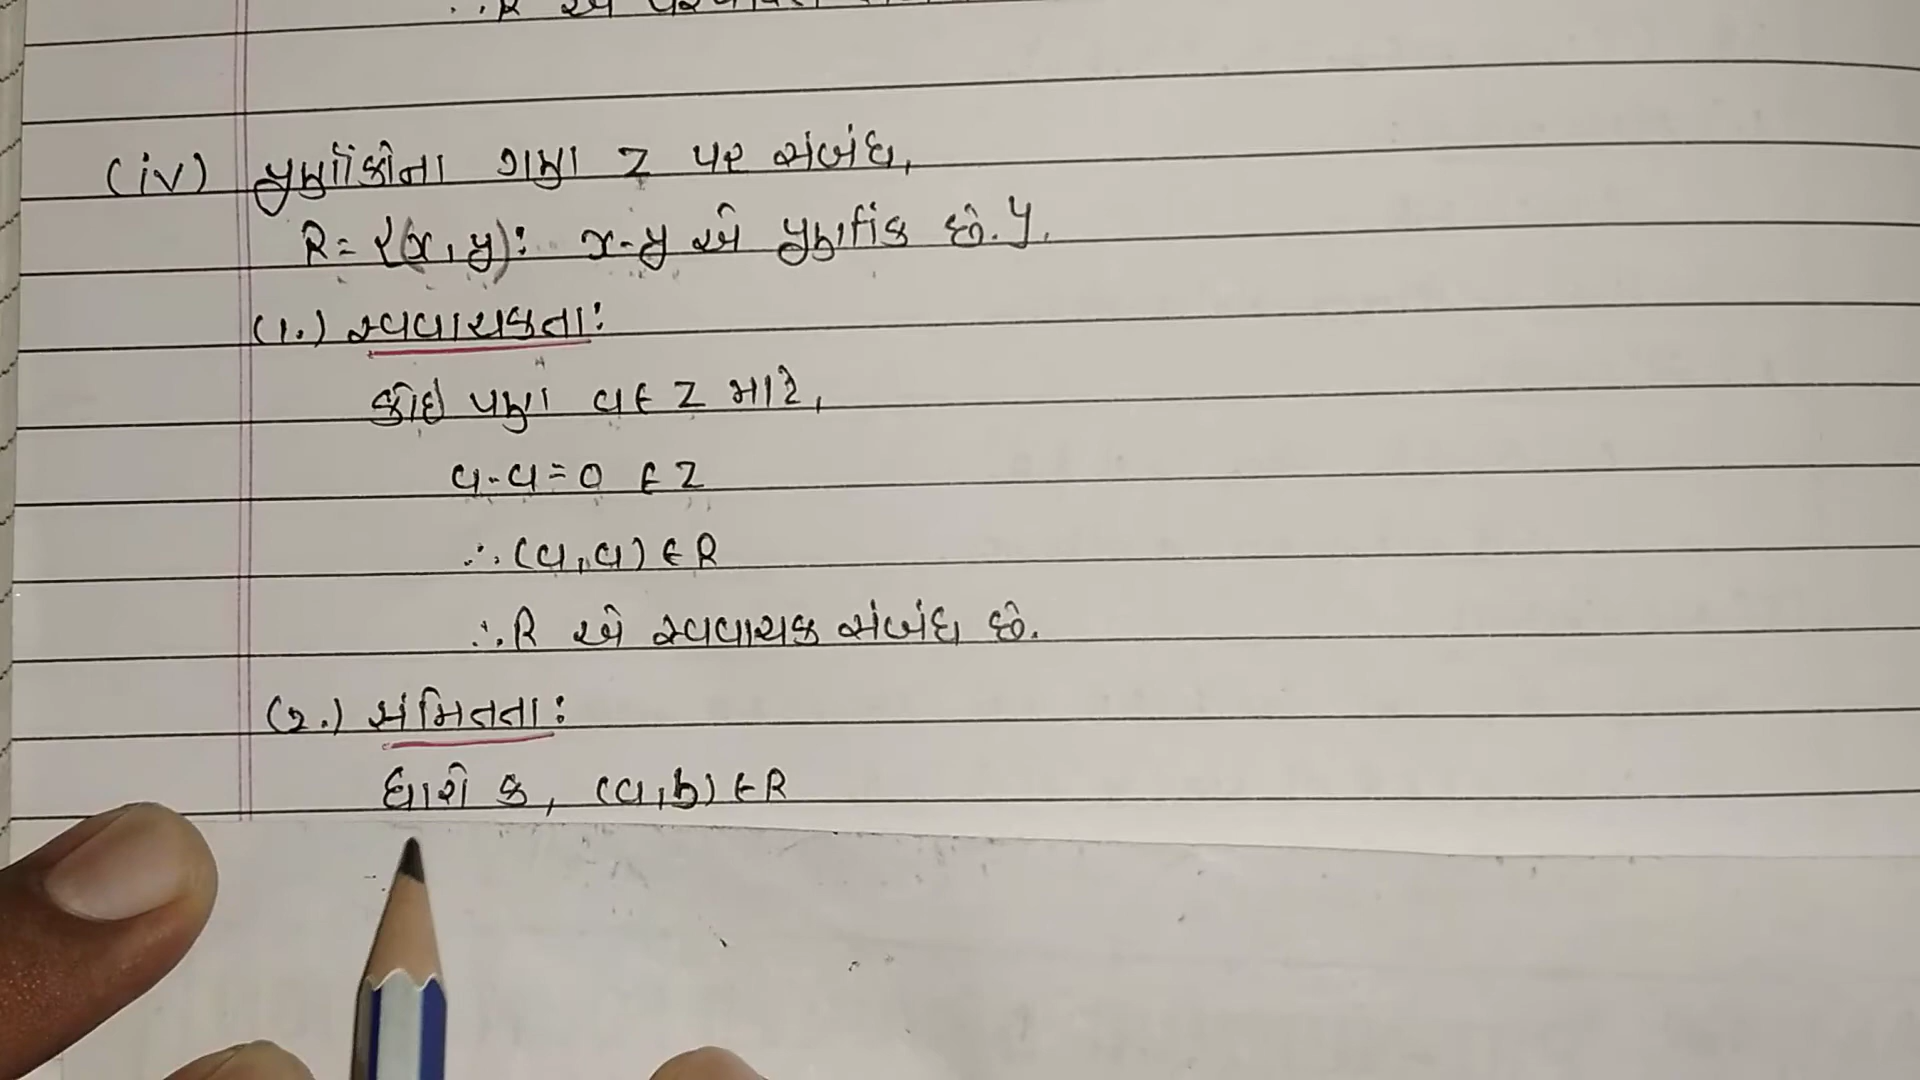 ∴ R એ
(iv) પૂર્ણાંકોના ગણ Z પર સંબંધ,
R = {(x, y) : x-y એ પૂર્ણાંક છે.}.
(1.) સ્વવાચકતા:
કોઈ પણ a ∈ Z માટે,
a-a=0 ∈ Z
∴ (a, a) ∈ R
∴ R એ સ્વવાચક સંબંધ છે.
(2.) સંમિતતા:
ધારો કે, (a, b) ∈ R